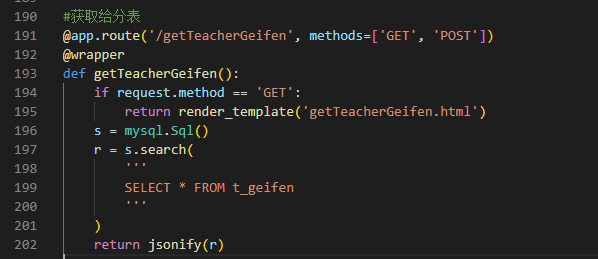 190 #获取给分表
191 @app.route('/getTeacherGeifen', methods=['GET', 'POST'])
192 @wrapper
193 def getTeacherGeifen():
194     if request.method == 'GET':
195         return render_template('getTeacherGeifen.html')
196     s = mysql.Sql()
197     r = s.search(
198         '''
199         SELECT * FROM t_geifen
200         '''
201     )
202     return jsonify(r)